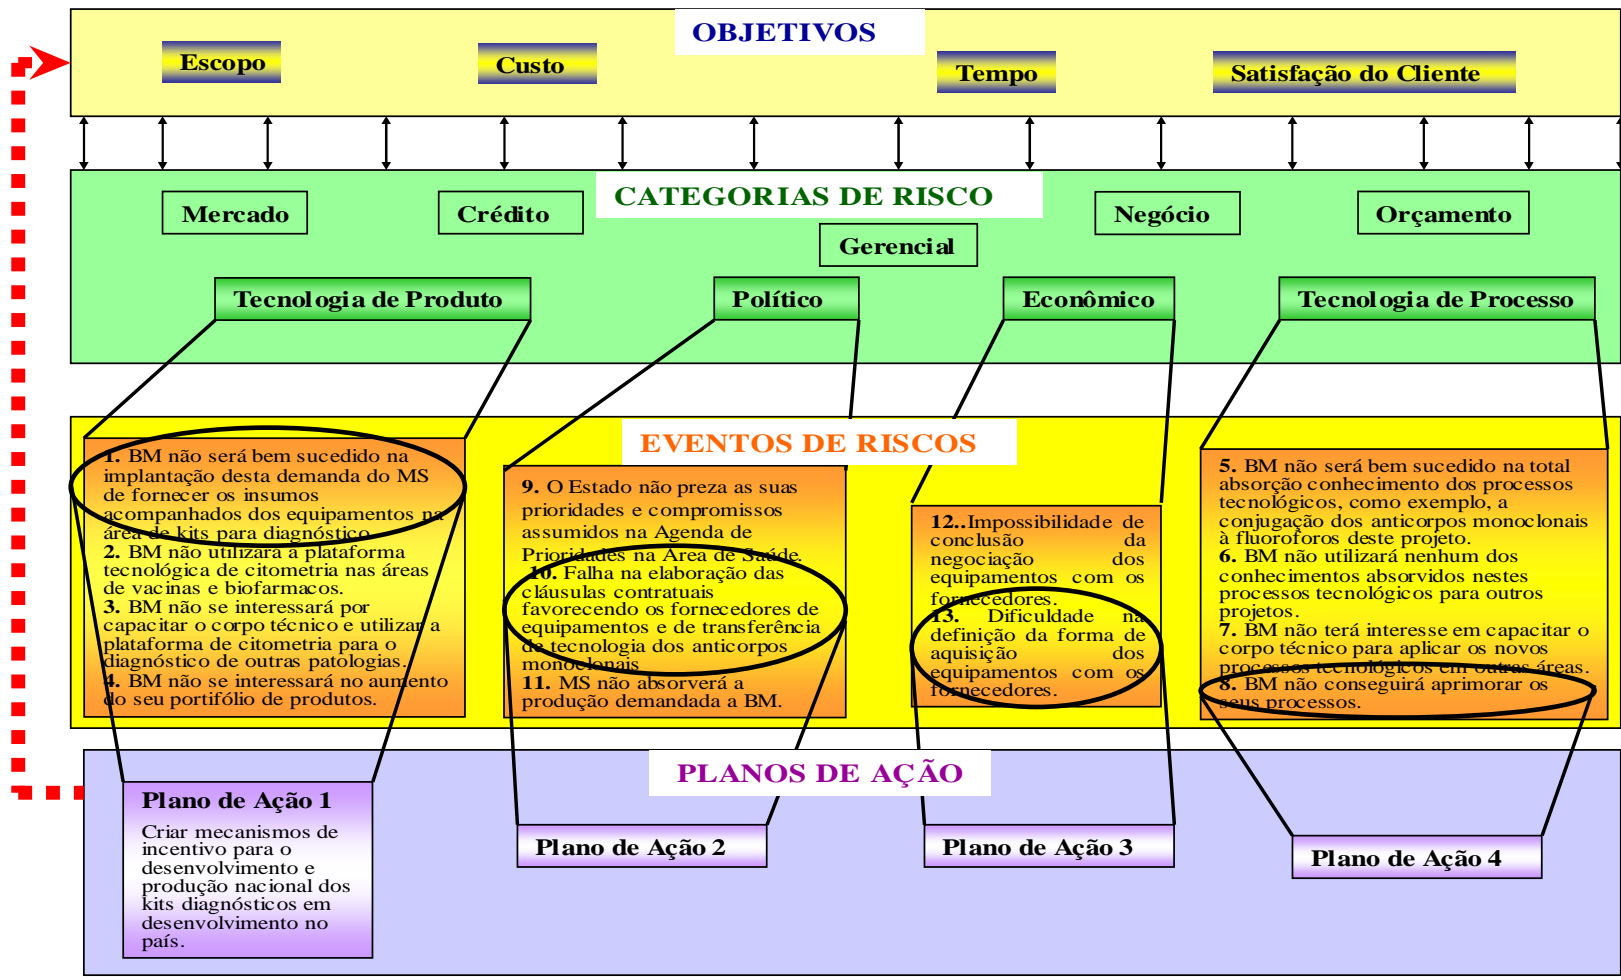 OBJETIVOS
Escopo
Custo
Tempo
Satisfação do Cliente
CATEGORIAS DE RISCO
Mercado
Crédito
Gerencial
Negócio
Orçamento
Tecnologia de Produto
Político
Econômico
Tecnologia de Processo
EVENTOS DE RISCOS
1. BM não será bem sucedido na
implantação desta demanda do MS
de fornecer os insumos
acompanhados dos equipamentos na
área de kits para diagnóstico.
2. BM não utilizará a plataforma
tecnológica de citometria nas áreas
de vacinas e biofarmacos.
3. BM não se interessará por
capacitar o corpo técnico e utilizar a
plataforma de citometria para o
diagnóstico de outras patologias.
4. BM não se interessará no aumento
do seu portifólio de produtos.
9. O Estado não preza as suas
prioridades e compromissos
assumidos na Agenda de
Prioridades na Área de Saúde.
10. Falha na elaboração das
cláusulas contratuais
favorecendo os fornecedores de
equipamentos e de transferência
de tecnologia dos anticorpos
monoclonais
11. MS não absorverá a
produção demandada a BM.
12..Impossibilidade de
conclusão da
negociação dos
equipamentos com os
fornecedores.
13. Dificuldade na
definição da forma de
aquisição dos
equipamentos com os
fornecedores.
5. BM não será bem sucedido na total
absorção conhecimento dos processos
tecnológicos, como exemplo, a
conjugação dos anticorpos monoclonais
à fluoroforos deste projeto.
6. BM não utilizará nenhum dos
conhecimentos absorvidos nestes
processos tecnológicos para outros
projetos.
7. BM não terá interesse em capacitar o
corpo técnico para aplicar os novos
processos tecnológicos em outras áreas.
8. BM não conseguirá aprimorar os
seus processos.
PLANOS DE AÇÃO
Plano de Ação 1
Criar mecanismos de
incentivo para o
desenvolvimento e
produção nacional dos
kits diagnósticos em
desenvolvimento no
país.
Plano de Ação 2
Plano de Ação 3
Plano de Ação 4